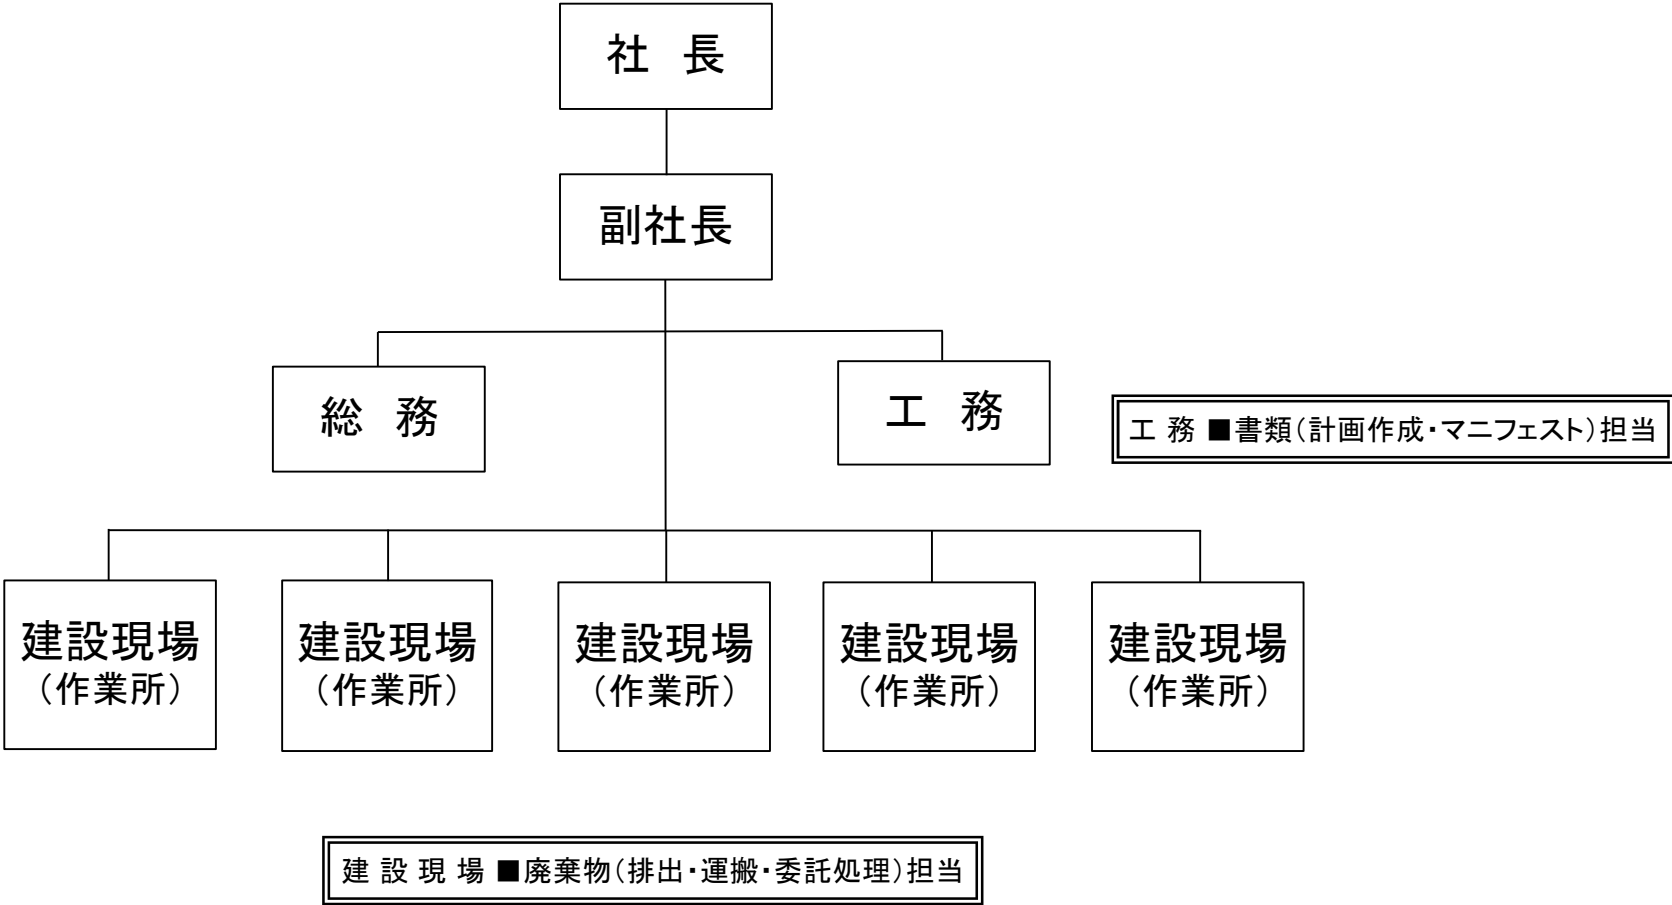 社 長
副社長
総 務
工 務
工 務 ■書類(計画作成・マニフェスト)担当
建設現場
(作業所)
建設現場
(作業所)
建設現場
(作業所)
建設現場
(作業所)
建設現場
(作業所)
建 設 現 場 ■廃棄物(排出・運搬・委託処理)担当